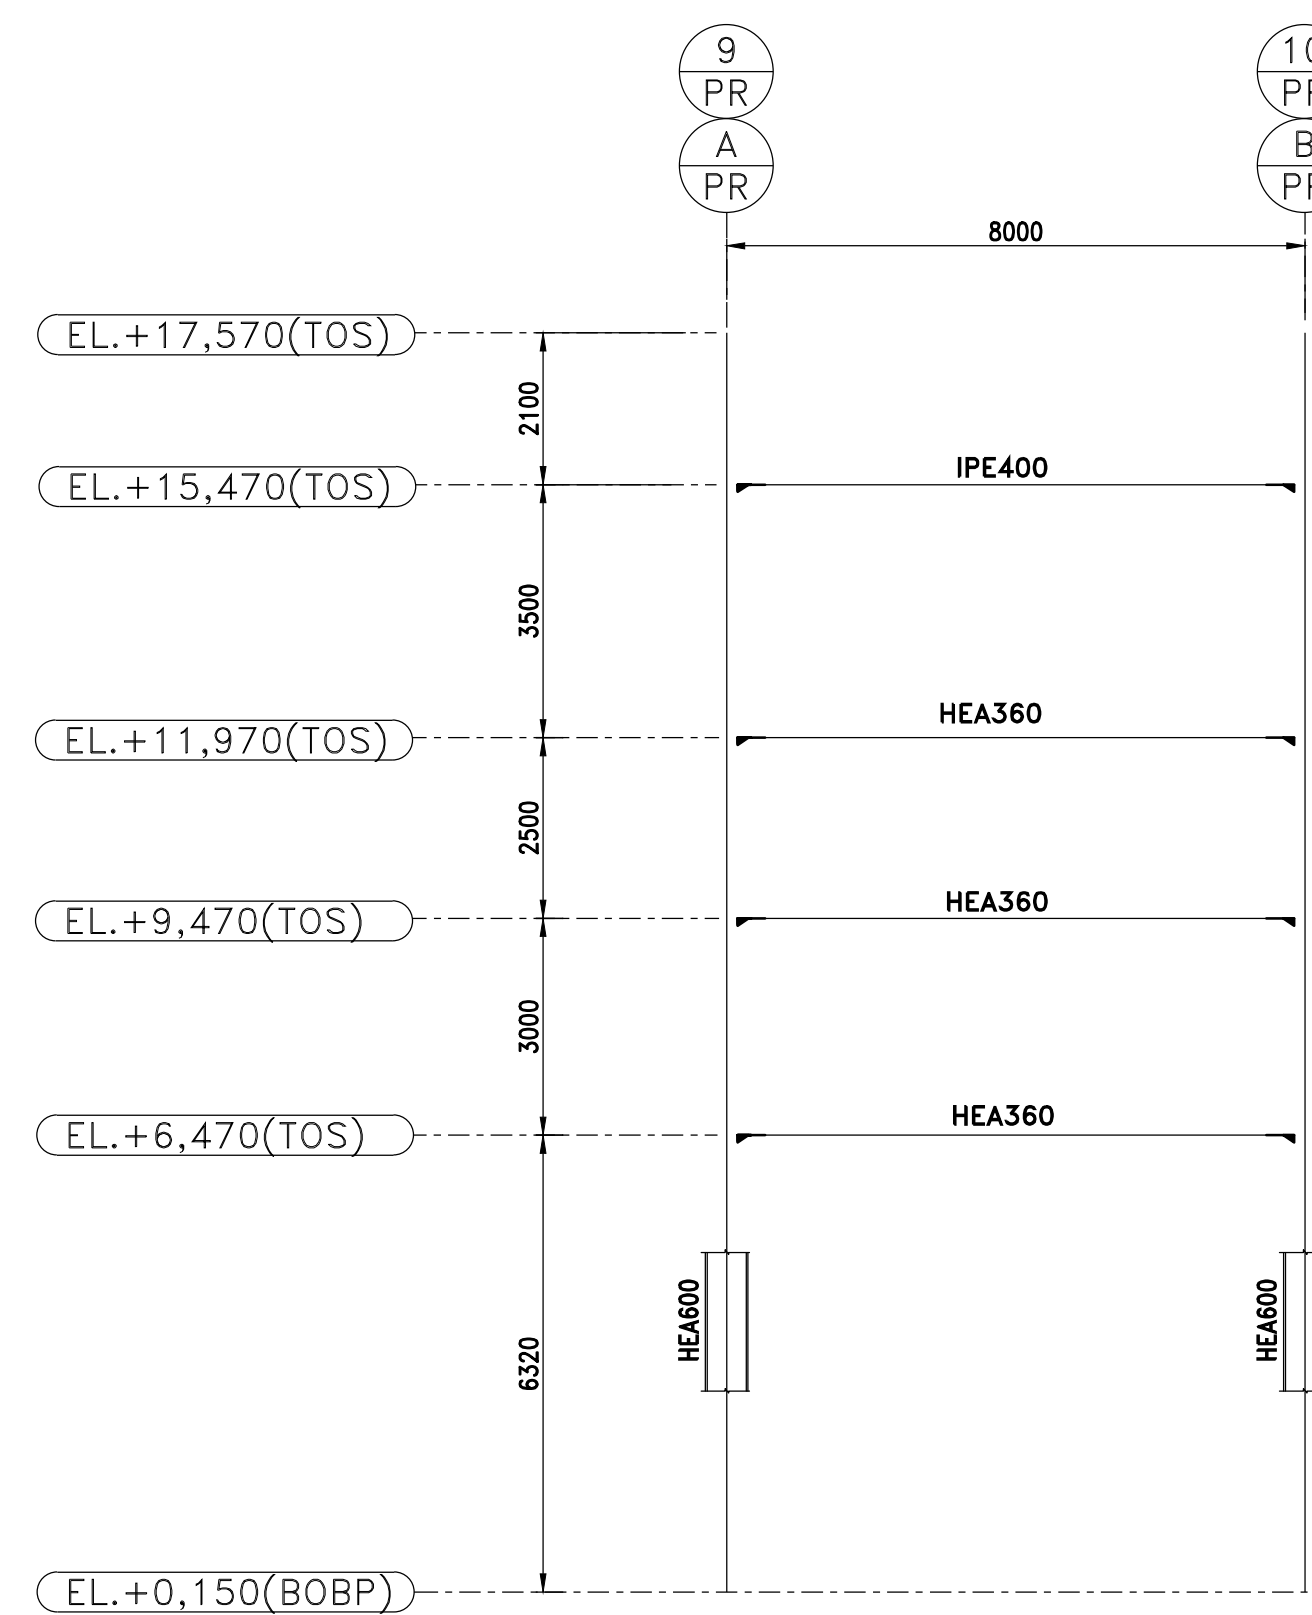 9
PR
A
PR
10
PR
B
PR
8000
EL.+17,570(TOS)
2100
EL.+15,470(TOS)
IPE400
3500
EL.+11,970(TOS)
HEA360
2500
EL.+9,470(TOS)
HEA360
3000
EL.+6,470(TOS)
HEA360
HEA600
HEA600
6320
EL.+0,150(BOBP)